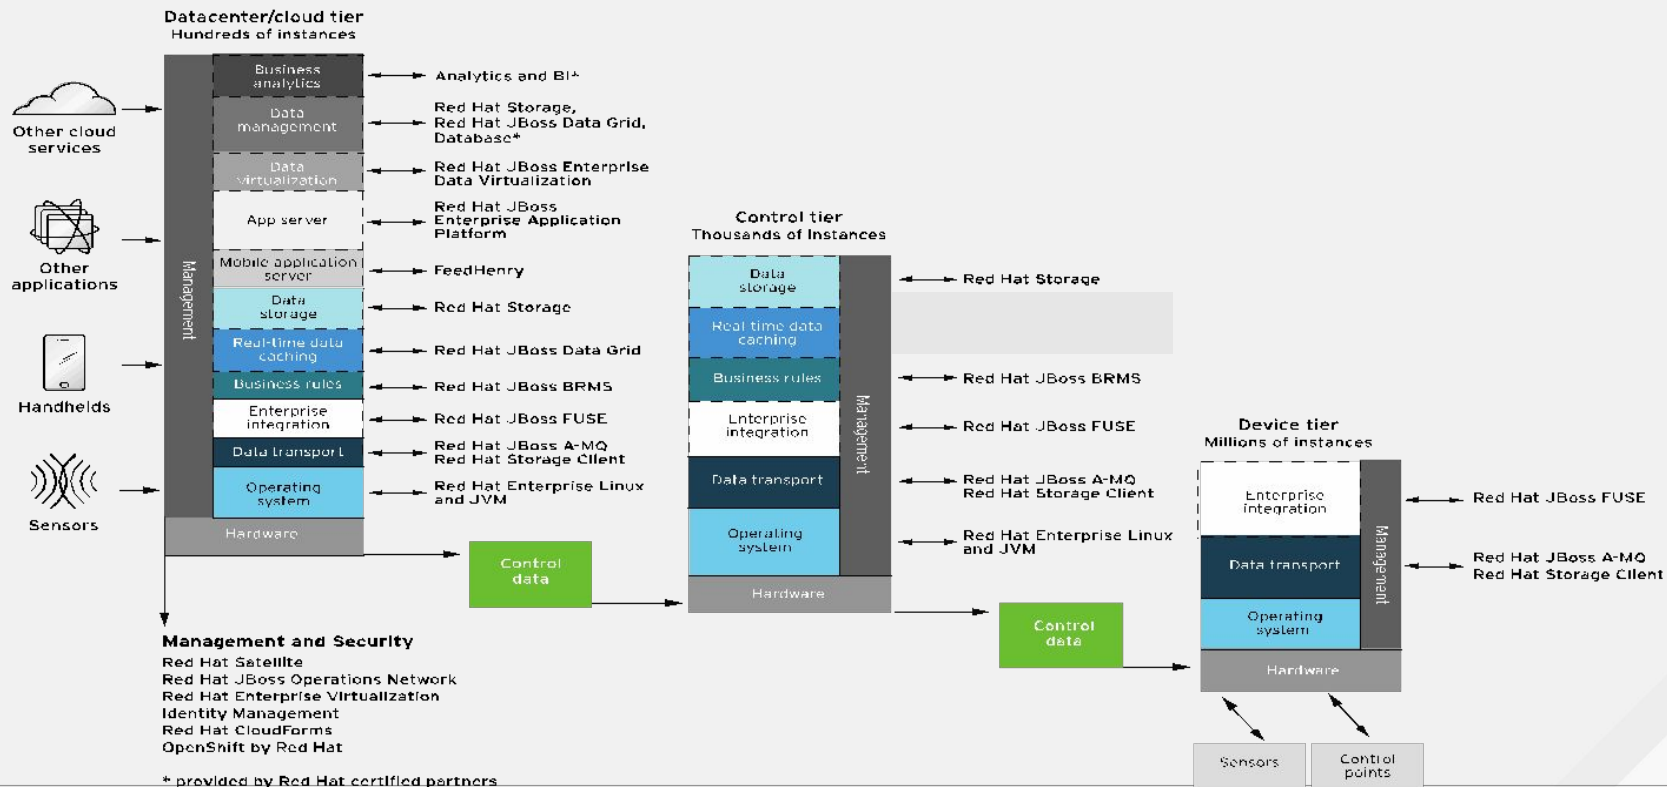 Datacenter/cloud tier
Hundreds of instances
Other cloud
services
Other
applications
Handhelds
Sensors
Management
Business
analytics
Data
management
Data
virtualization
App server
Mobile application
server
Data
storage
Real-time data
caching
Business rules
Enterprise
integration
Data transport
Operating
system
Hardware
Analytics and BI*
Red Hat Storage,
Red Hat JBoss Data Grid,
Database*
Red Hat JBoss Enterprise
Data Virtualization
Red Hat JBoss
Enterprise Application
Platform
FeedHenry
Red Hat Storage
Red Hat JBoss Data Grid
Red Hat JBoss BRMS
Red Hat JBoss FUSE
Red Hat JBoss A-MQ
Red Hat Storage Client
Red Hat Enterprise Linux
and JVM
Control
data
Management and Security
Red Hat Satellite
Red Hat JBoss Operations Network
Red Hat Enterprise Virtualization
Identity Management
Red Hat CloudForms
OpenShift by Red Hat
* provided by Red Hat certified partners
Control tier
Thousands of instances
Data
storage
Real-time data
caching
Business rules
Enterprise
integration
Data transport
Operating
system
Hardware
Management
Red Hat Storage
Red Hat JBoss BRMS
Red Hat JBoss FUSE
Red Hat JBoss A-MQ
Red Hat Storage Client
Red Hat Enterprise Linux
and JVM
Control
data
Device tier
Millions of instances
Enterprise
integration
Data transport
Operating
system
Hardware
Management
Red Hat JBoss FUSE
Red Hat JBoss A-MQ
Red Hat Storage Client
Sensors
Control
points